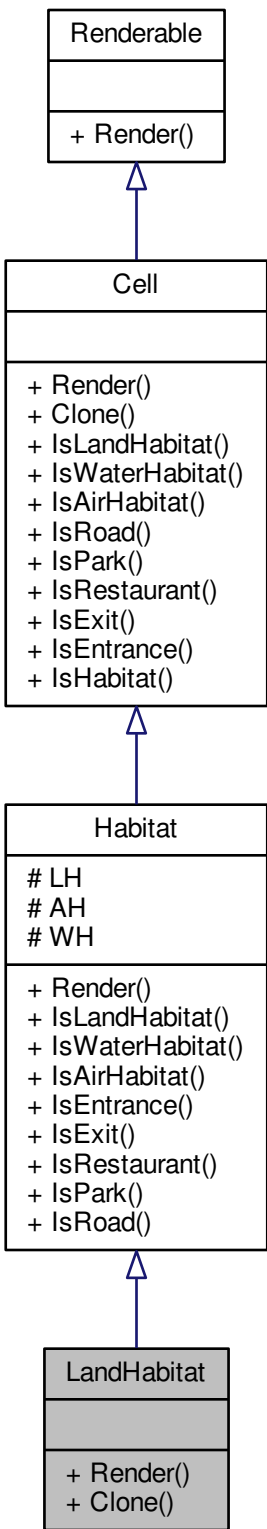 Renderable
+ Render()
Cell
+ Render()
+ Clone()
+ IsLandHabitat()
+ IsWaterHabitat()
+ IsAirHabitat()
+ IsRoad()
+ IsPark()
+ IsRestaurant()
+ IsExit()
+ IsEntrance()
+ IsHabitat()
Habitat
# LH
# AH
# WH
+ Render()
+ IsLandHabitat()
+ IsWaterHabitat()
+ IsAirHabitat()
+ IsEntrance()
+ IsExit()
+ IsRestaurant()
+ IsPark()
+ IsRoad()
LandHabitat
+ Render()
+ Clone()